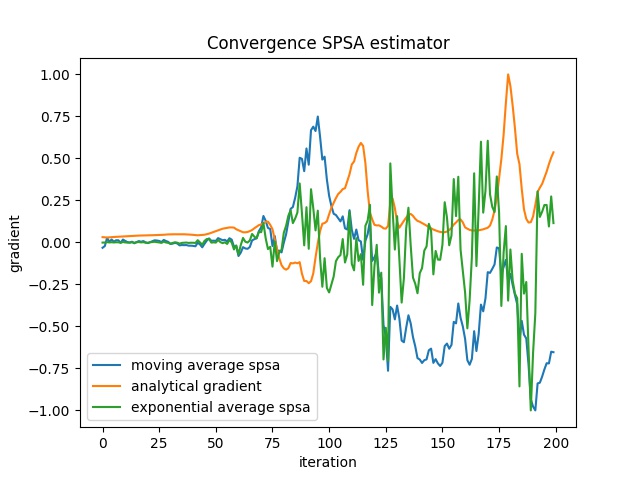 Convergence SPSA estimator
1.00
0.75
0.50
0.25
0.00
−0.25
−0.50
−0.75
−1.00
gradient
moving average spsa
analytical gradient
exponential average spsa
0 25 50 75 100 125 150 175 200
iteration